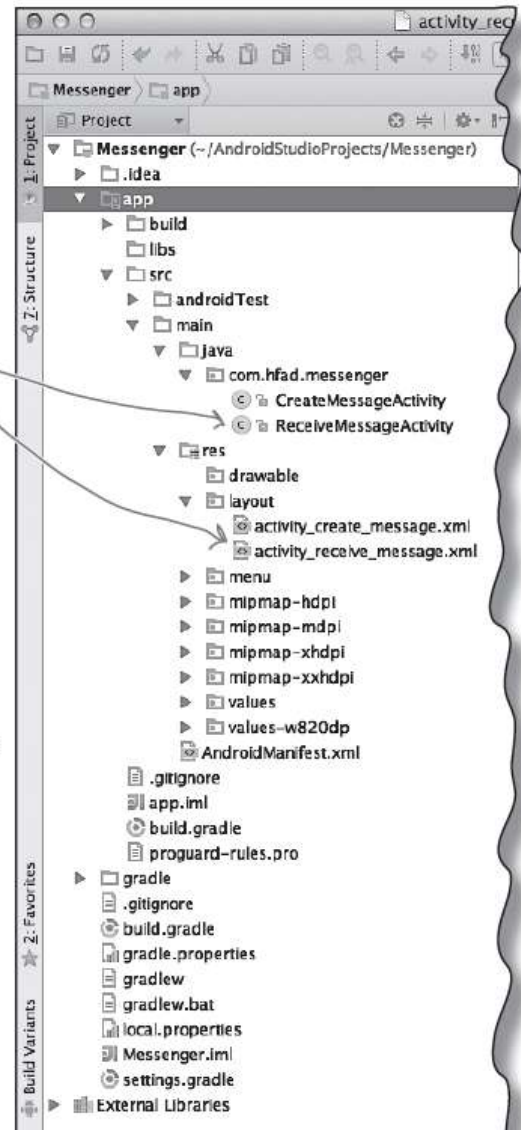 activity_rec
Messenger app
Project
Messenger (~/AndroidStudioProjects/Messenger)
.idea
app
build
libs
src
androidTest
main
java
com.hfad.messenger
CreateMessageActivity
ReceiveMessageActivity
res
drawable
layout
activity_create_message.xml
activity_receive_message.xml
menu
mipmap-hdpi
mipmap-mdpi
mipmap-xhdpi
mipmap-xxhdpi
values
values-w820dp
AndroidManifest.xml
.gitignore
app.iml
build.gradle
proguard-rules.pro
gradle
.gitignore
build.gradle
gradle.properties
gradlew
gradlew.bat
local.properties
Messenger.iml
settings.gradle
External Libraries
1: Project
7: Structure
2: Favorites
Build Variants